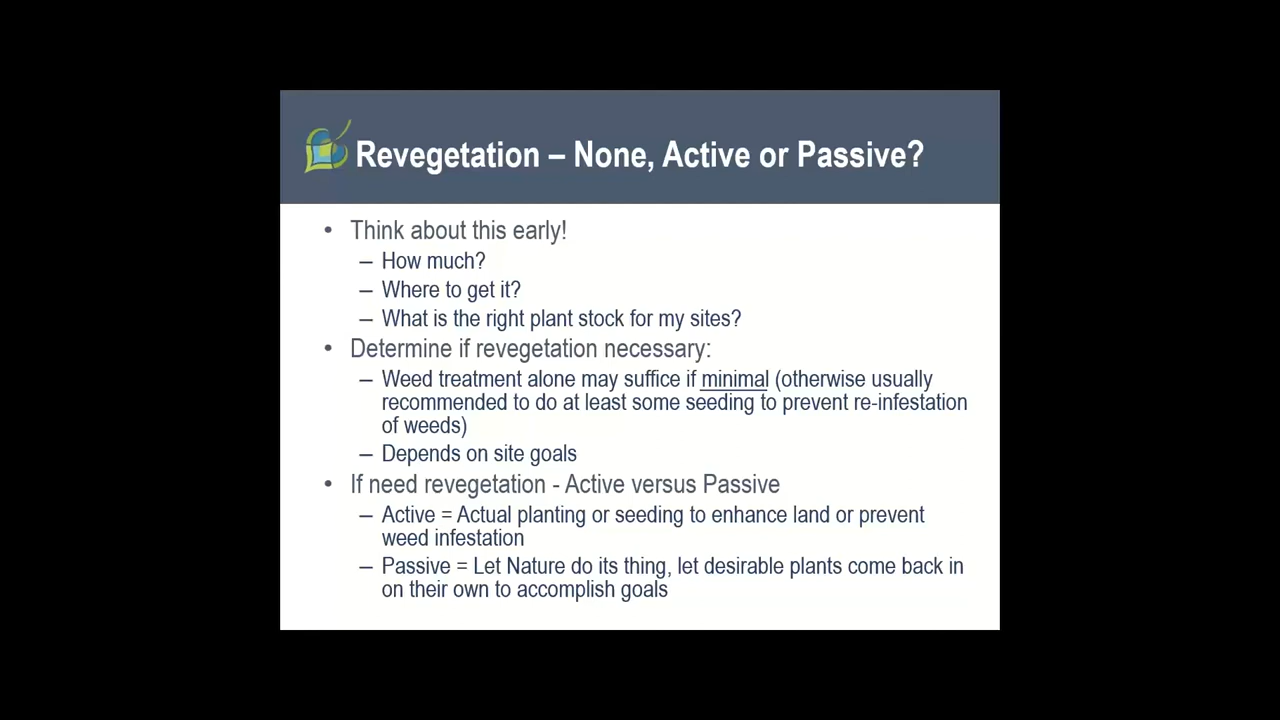 Revegetation – None, Active or Passive?
• Think about this early!
– How much?
– Where to get it?
– What is the right plant stock for my sites?
• Determine if revegetation necessary:
– Weed treatment alone may suffice if minimal (otherwise usually
recommended to do at least some seeding to prevent re-infestation
of weeds)
– Depends on site goals
• If need revegetation - Active versus Passive
– Active = Actual planting or seeding to enhance land or prevent
weed infestation
– Passive = Let Nature do its thing, let desirable plants come back in
on their own to accomplish goals